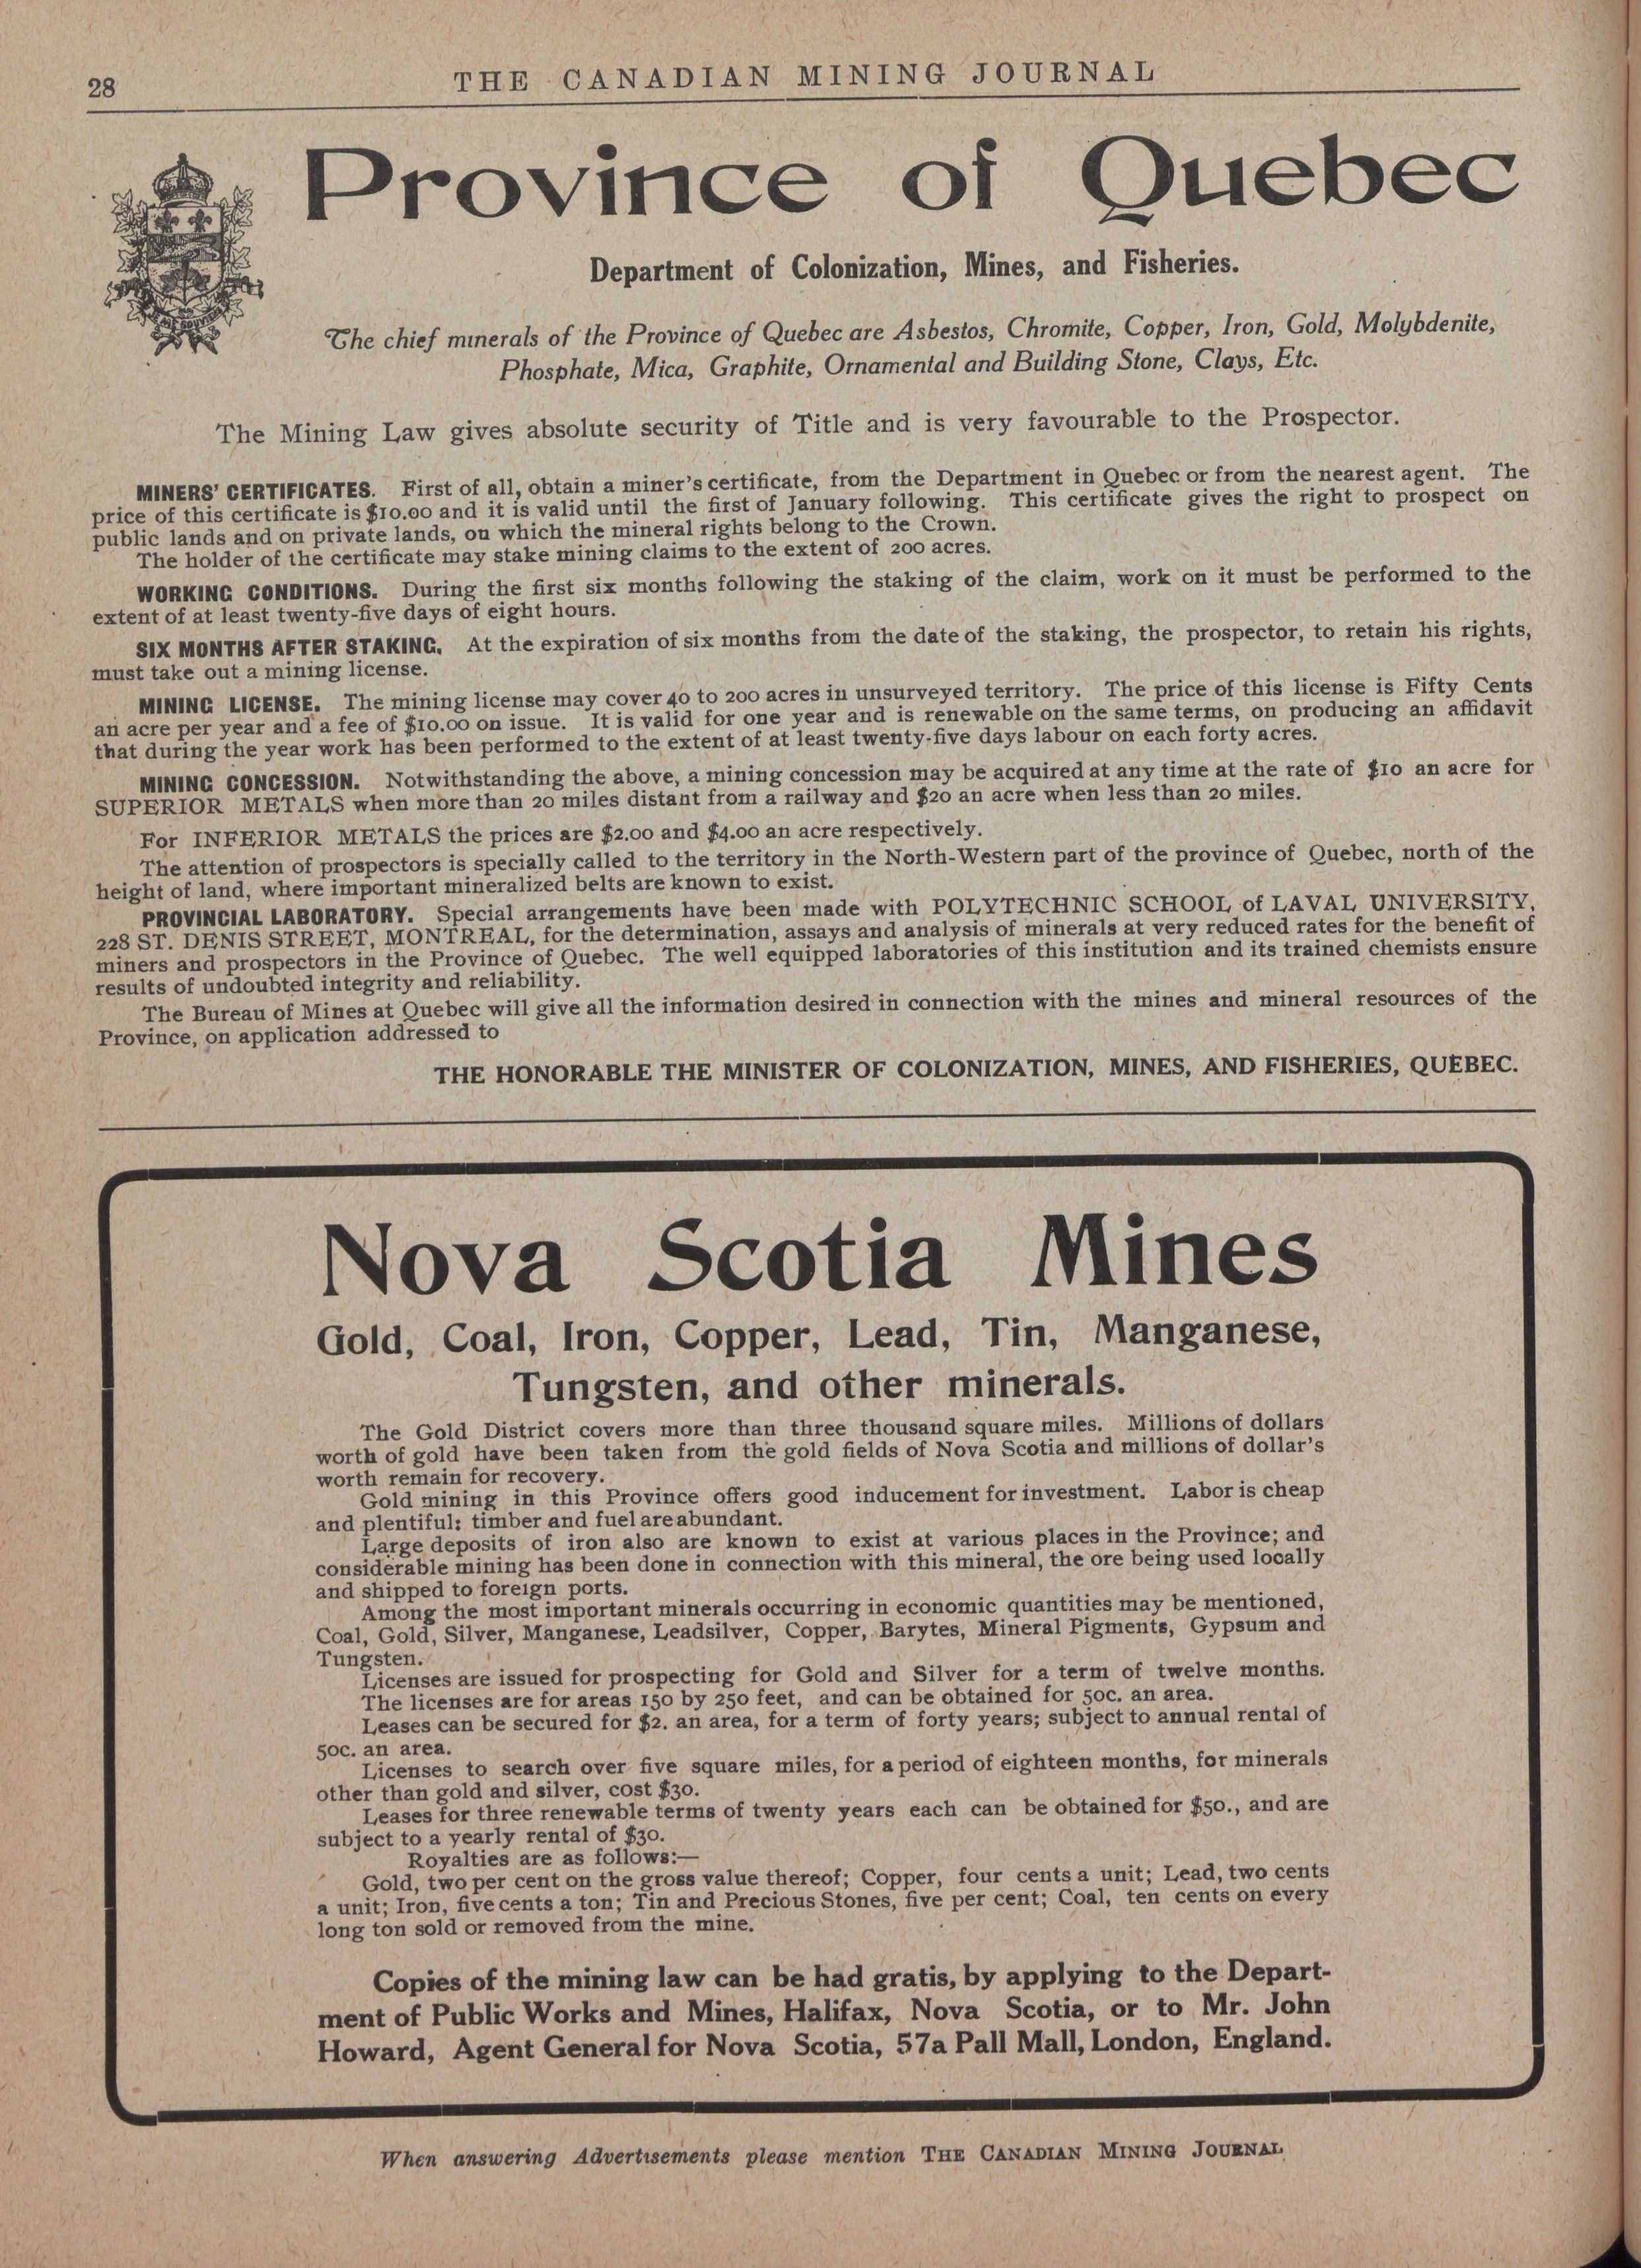 28
THE CANADIAN MINING JOURNAL
Province of Quebec
Department of Colonization, Mines, and Fisheries.
The chief minerals of the Province of Quebec are Asbestos, Chromite, Copper, Iron, Gold, Molybdenite,
Phosphate, Mica, Graphite, Ornamental and Building Stone, Clays, Etc.
The Mining Law gives absolute security of Title and is very favourable to the Prospector.
MINERS' CERTIFICATES. First of all, obtain a miner's certificate, from the Department in Quebec or from the nearest agent. The
price of this certificate is $10.00 and it is valid until the first of January following. This certificate gives the right to prospect on
public lands and on private lands, on which the mineral rights belong to the Crown.
The holder of the certificate may stake mining claims to the extent of 200 acres.
WORKING CONDITIONS. During the first six months following the staking of the claim, work on it must be performed to the
extent of at least twenty-five days of eight hours.
SIX MONTHS AFTER STAKING. At the expiration of six months from the date of the staking, the prospector, to retain his rights,
must take out a mining license.
MINING LICENSE. The mining license may cover 40 to 200 acres in unsurveyed territory. The price of this license is Fifty Cents
an acre per year and a fee of $10.00 on issue. It is valid for one year and is renewable on the same terms, on producing an affidavit
that during the year work has been performed to the extent of at least twenty-five days labour on each forty acres.
MINING CONCESSION. Notwithstanding the above, a mining concession may be acquired at any time at the rate of $10 an acre for
SUPERIOR METALS when more than 20 miles distant from a railway and $20 an acre when less than 20 miles.
For INFERIOR METALS the prices are $2.00 and $4.00 an acre respectively.
The attention of prospectors is specially called to the territory in the North-Western part of the province of Quebec, north of the
height of land, where important mineralized belts are known to exist.
PROVINCIAL LABORATORY. Special arrangements have been made with POLYTECHNIC SCHOOL of LAVAL UNIVERSITY,
228 ST. DENIS STREET, MONTREAL, for the determination, assays and analysis of minerals at very reduced rates for the benefit of
miners and prospectors in the Province of Quebec. The well equipped laboratories of this institution and its trained chemists ensure
results of undoubted integrity and reliability.
The Bureau of Mines at Quebec will give all the information desired in connection with the mines and mineral resources of the
Province, on application addressed to
THE HONORABLE THE MINISTER OF COLONIZATION, MINES, AND FISHERIES, QUEBEC.
Nova Scotia Mines
Gold, Coal, Iron, Copper, Lead, Tin, Manganese,
Tungsten, and other minerals.
The Gold District covers more than three thousand square miles. Millions of dollars
worth of gold have been taken from the gold fields of Nova Scotia and millions of dollar's
worth remain for recovery.
Gold mining in this Province offers good inducement for investment. Labor is cheap
and plentiful: timber and fuel are abundant.
Large deposits of iron also are known to exist at various places in the Province; and
considerable mining has been done in connection with this mineral, the ore being used locally
and shipped to foreign ports.
Among the most important minerals occurring in economic quantities may be mentioned,
Coal, Gold, Silver, Manganese, Leadsilver, Copper, Barytes, Mineral Pigments, Gypsum and
Tungsten.
Licenses are issued for prospecting for Gold and Silver for a term of twelve months.
The licenses are for areas 150 by 250 feet, and can be obtained for 50c. an area.
Leases can be secured for $2. an area, for a term of forty years; subject to annual rental of
50c. an area.
Licenses to search over five square miles, for a period of eighteen months, for minerals
other than gold and silver, cost $30.
Leases for three renewable terms of twenty years each can be obtained for $50., and are
subject to a yearly rental of $30.
Royalties are as follows:—
Gold, two per cent on the gross value thereof; Copper, four cents a unit; Lead, two cents
a unit; Iron, five cents a ton; Tin and Precious Stones, five per cent; Coal, ten cents on every
long ton sold or removed from the mine.
Copies of the mining law can be had gratis, by applying to the Depart-
ment of Public Works and Mines, Halifax, Nova Scotia, or to Mr. John
Howard, Agent General for Nova Scotia, 57a Pall Mall, London, England.
When answering Advertisements please mention THE CANADIAN MINING JOURNAL